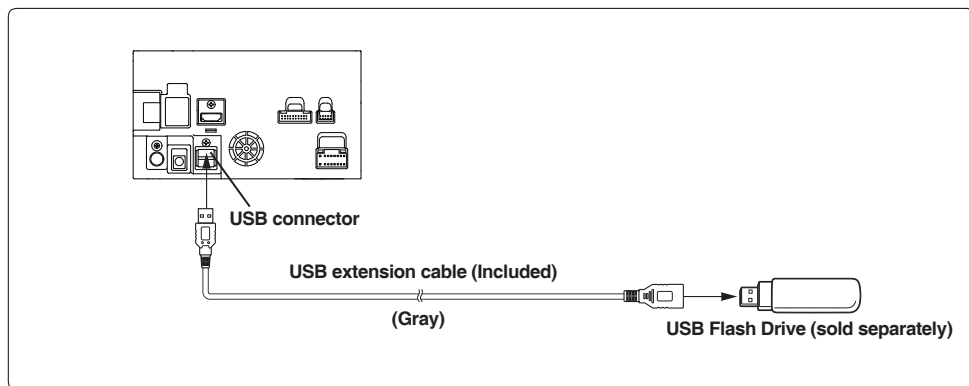 USB connector
USB extension cable (Included)
(Gray)
USB Flash Drive (sold separately)